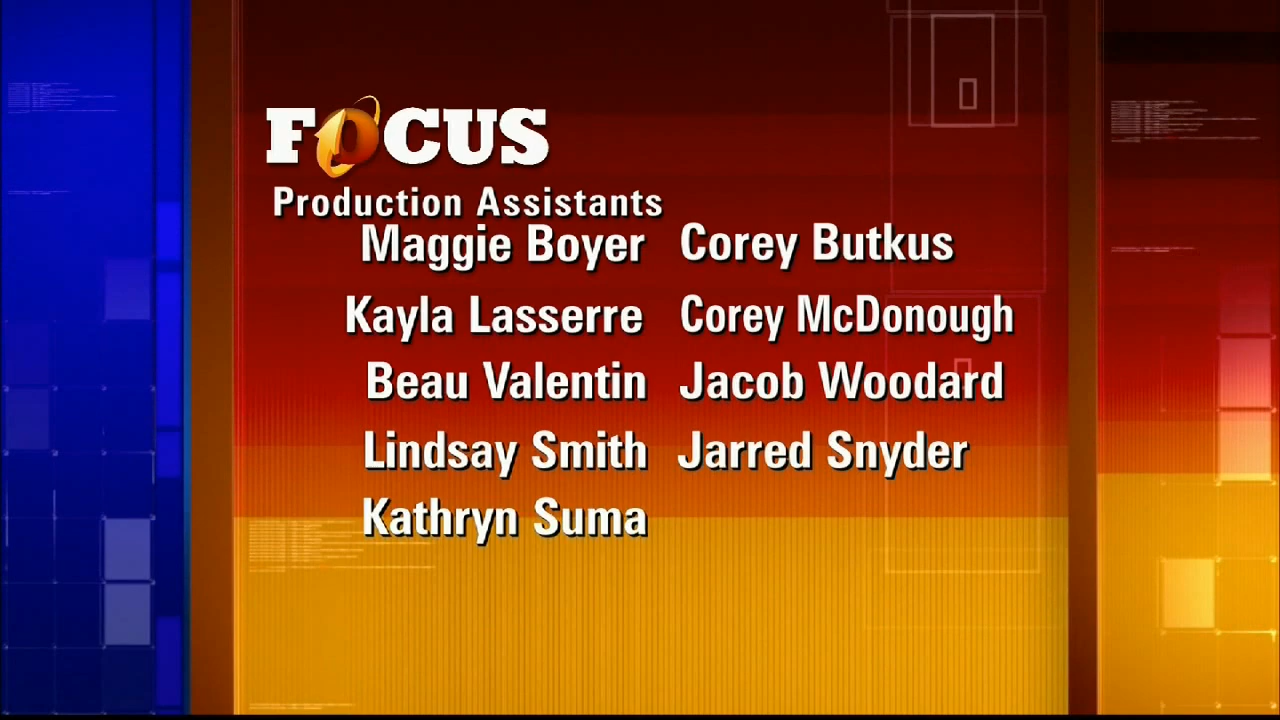 FOCUS
Production Assistants
Maggie Boyer Corey Butkus
Kayla Lasserre Corey McDonough
Beau Valentin Jacob Woodard
Lindsay Smith Jarred Snyder
Kathryn Suma